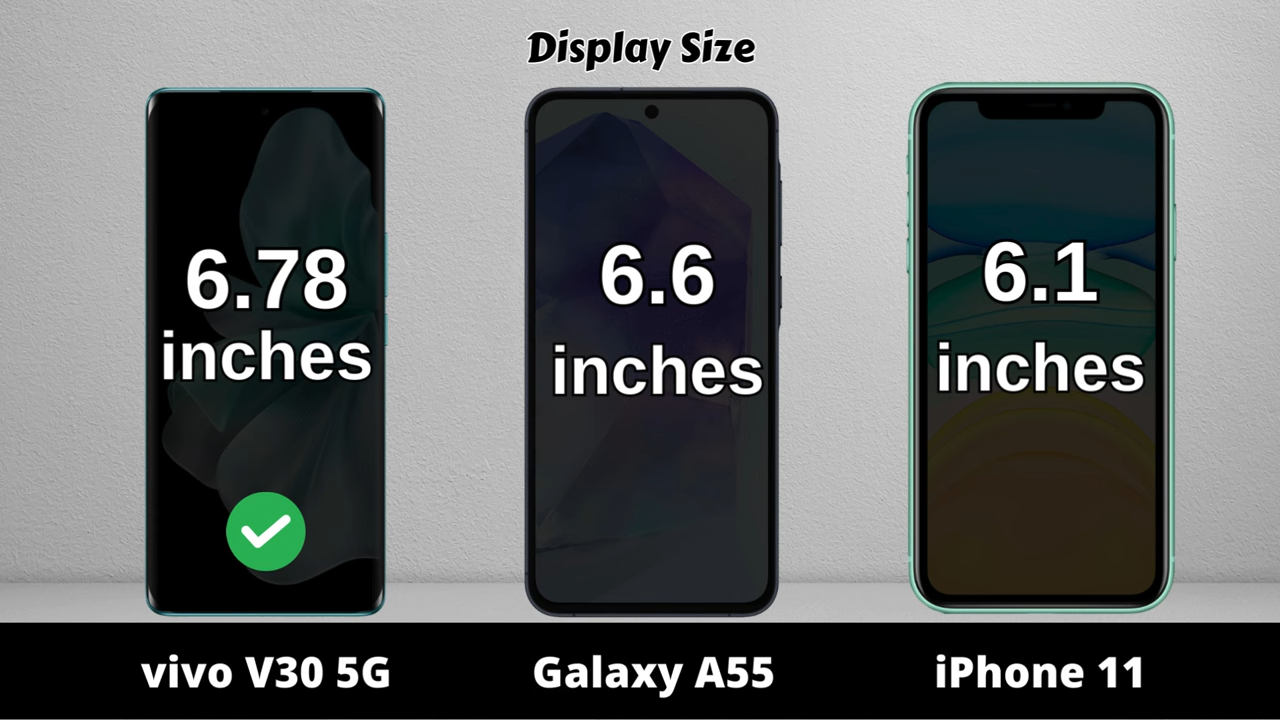 Display Size
6.78
inches
6.6
inches
6.1
inches
vivo V30 5G
Galaxy A55
iPhone 11